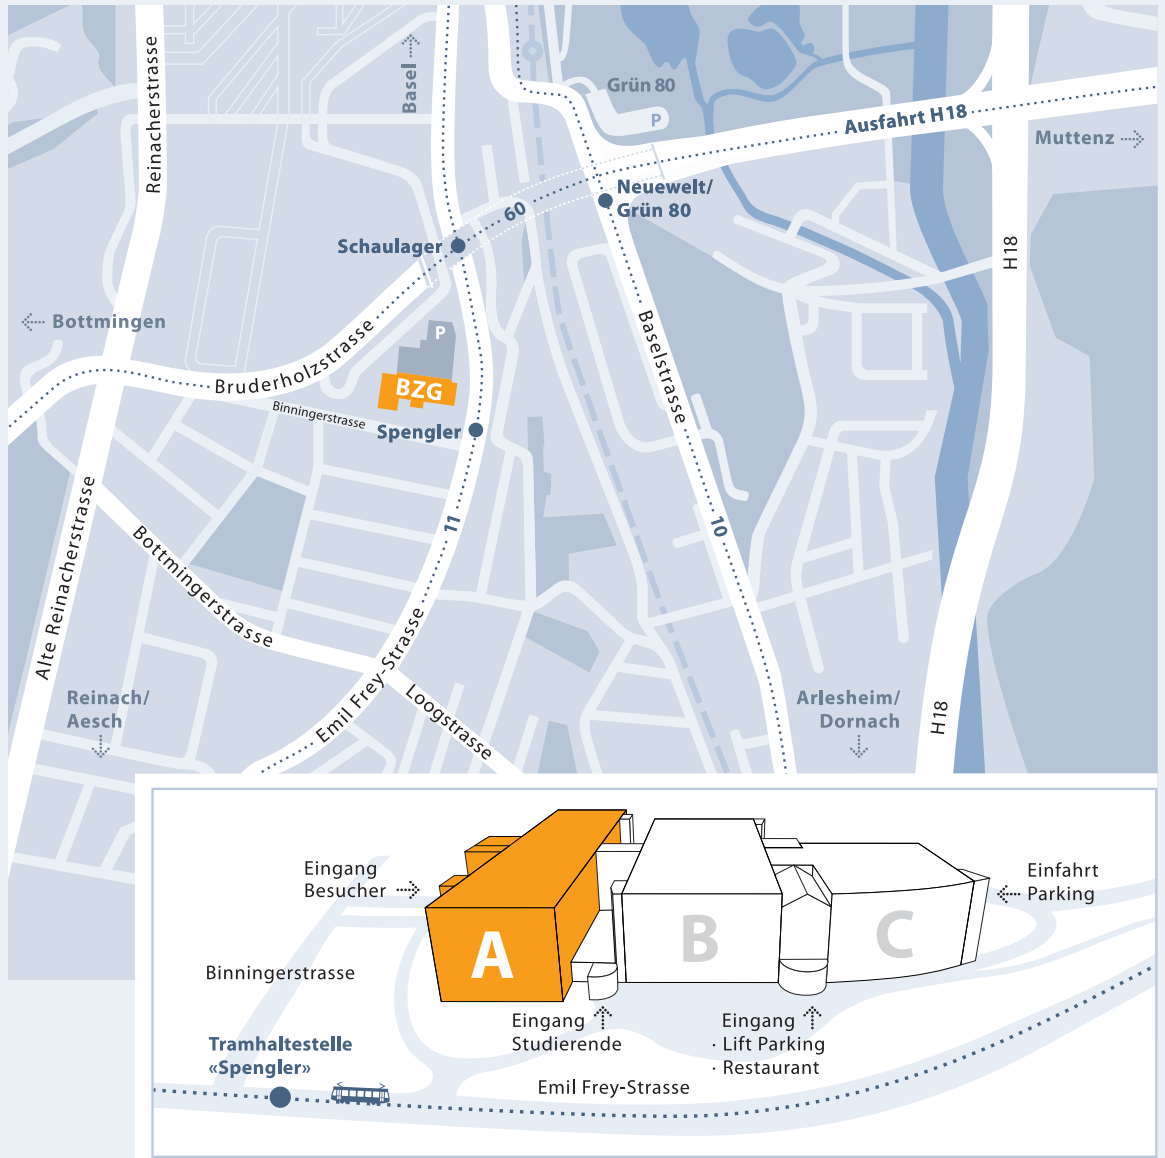 Reinacherstrasse
Basel
Grün 80
P
Ausfahrt H18
Muttenz
Neuewelt/
Grün 80
60
Schaulager
H18
Bottmingen
P
Baselstrasse
Bruderholzstrasse
BZG
Binningerstrasse
Spengler
11
10
Bottmingerstrasse
Alte Reinacherstrasse
Emil Frey-Strasse
Loogstrasse
Reinach/
Aesch
Arlesheim/
Dornach
H18
Eingang
Besucher
Einfahrt
Parking
A
B
C
Binningerstrasse
Eingang
Studierende
Eingang
· Lift Parking
· Restaurant
Tramhaltestelle
«Spengler»
Emil Frey-Strasse